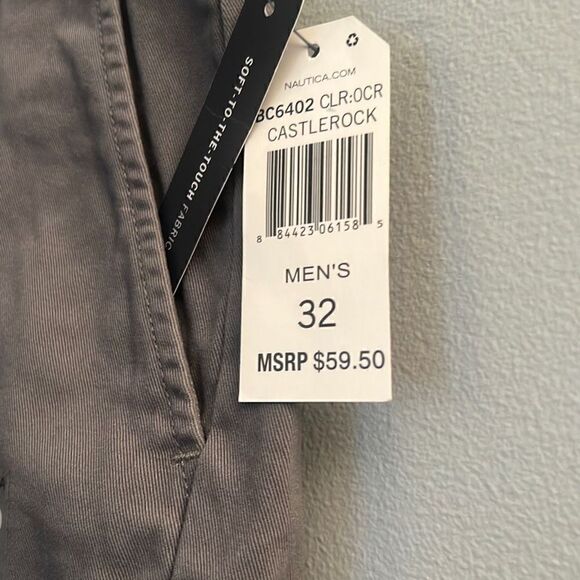 SOFT-TO-THE-TOUCH FABRIC
NAUTICA.COM
BC6402 CLR:0CR
CASTLEROCK
8 84423 06158 5
MEN'S
32
MSRP $59.50